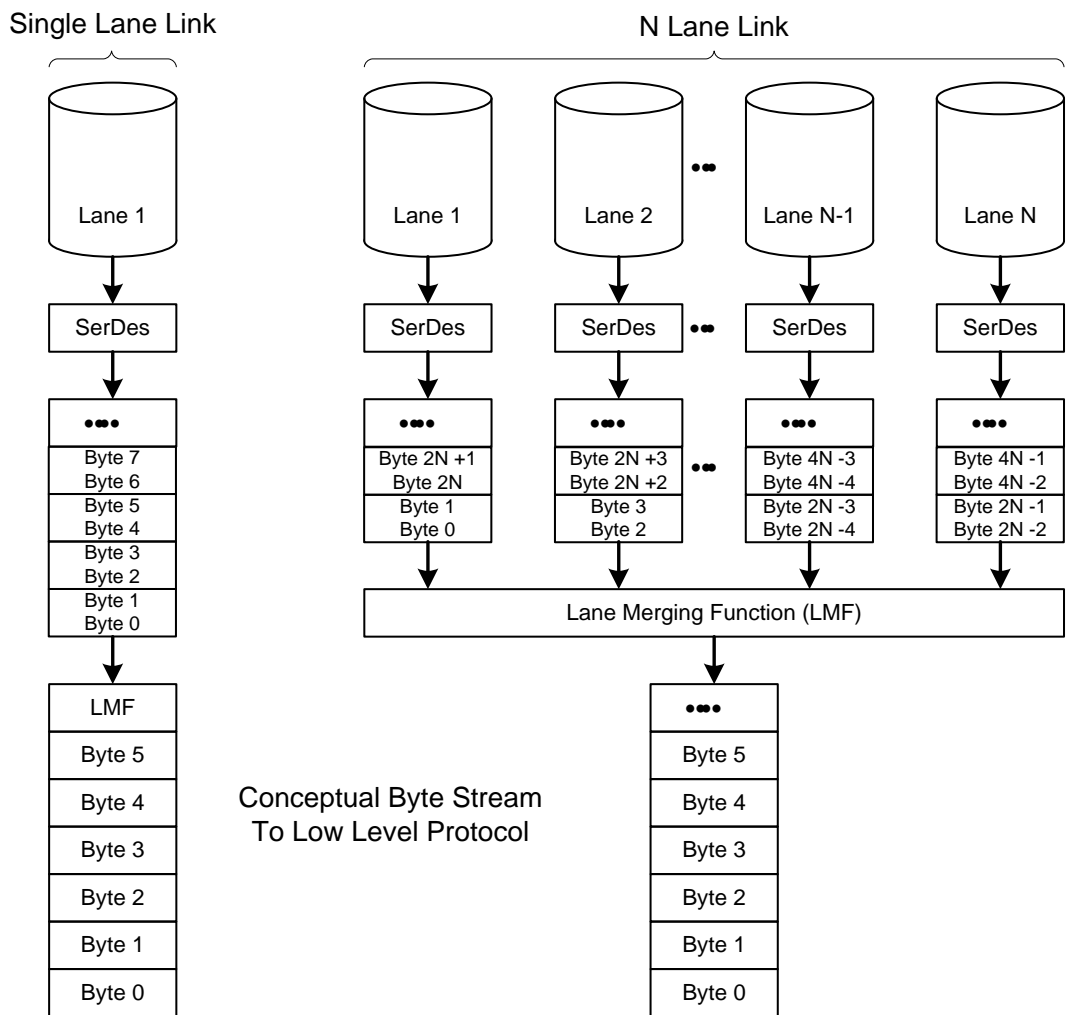 Single Lane Link
N Lane Link
Lane 1
Lane 1
Lane 2
Lane N-1
Lane N
SerDes
SerDes
SerDes
SerDes
SerDes
Byte 7
Byte 6
Byte 5
Byte 4
Byte 3
Byte 2
Byte 1
Byte 0
Byte 2N +1
Byte 2N
Byte 1
Byte 0
Byte 2N +3
Byte 2N +2
Byte 3
Byte 2
Byte 4N -3
Byte 4N -4
Byte 2N -3
Byte 2N -4
Byte 4N -1
Byte 4N -2
Byte 2N -1
Byte 2N -2
Lane Merging Function (LMF)
LMF
Byte 5
Byte 4
Byte 3
Byte 2
Byte 1
Byte 0
Conceptual Byte Stream
To Low Level Protocol
Byte 5
Byte 4
Byte 3
Byte 2
Byte 1
Byte 0